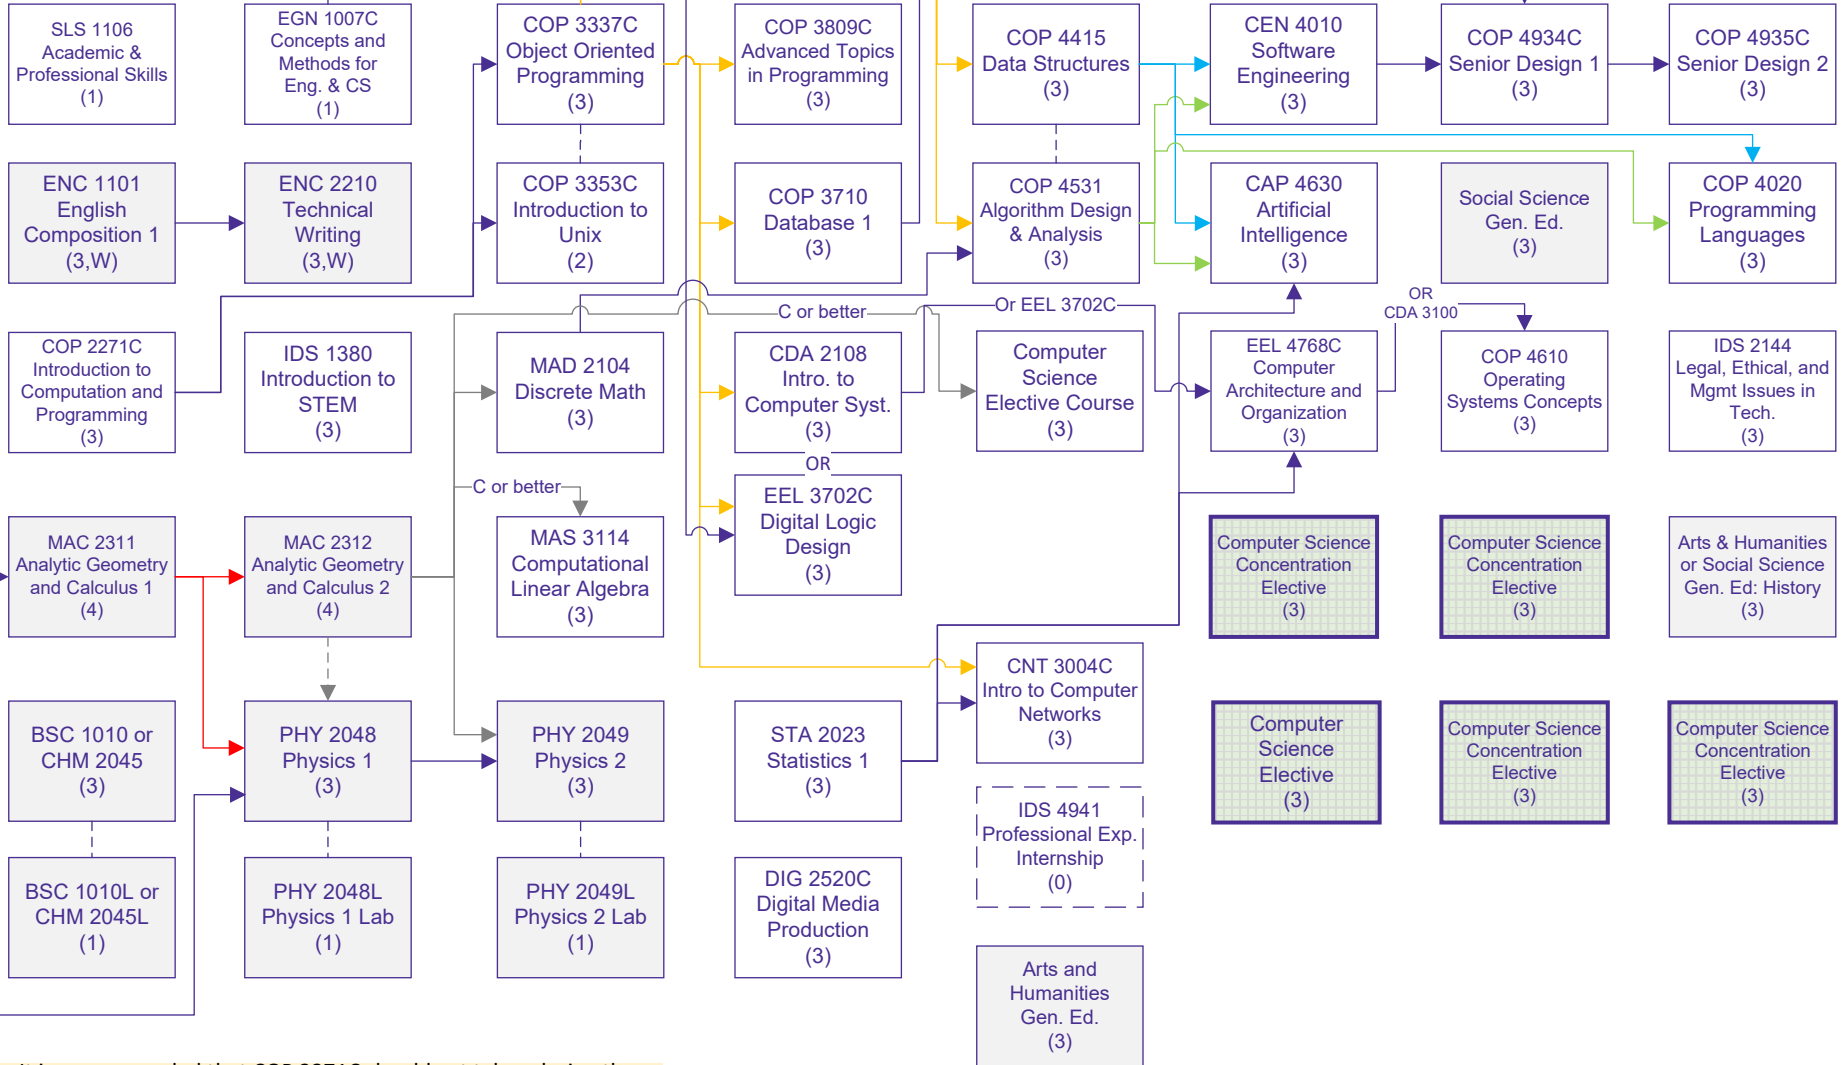 SLS 1106
Academic &
Professional Skills
(1)
EGN 1007C
Concepts and
Methods for
Eng. & CS
(1)
COP 3337C
Object Oriented
Programming
(3)
COP 3809C
Advanced Topics
in Programming
(3)
COP 4415
Data Structures
(3)
CEN 4010
Software
Engineering
(3)
COP 4934C
Senior Design 1
(3)
COP 4935C
Senior Design 2
(3)
ENC 1101
English
Composition 1
(3,W)
ENC 2210
Technical
Writing
(3,W)
COP 3353C
Introduction to
Unix
(2)
COP 3710
Database 1
(3)
COP 4531
Algorithm Design
& Analysis
(3)
CAP 4630
Artificial
Intelligence
(3)
Social Science
Gen. Ed.
(3)
COP 4020
Programming
Languages
(3)
C or better
Or EEL 3702C
OR
CDA 3100
COP 2271C
Introduction to
Computation and
Programming
(3)
IDS 1380
Introduction to
STEM
(3)
MAD 2104
Discrete Math
(3)
CDA 2108
Intro. to
Computer Syst.
(3)
Computer
Science
Elective Course
(3)
EEL 4768C
Computer
Architecture and
Organization
(3)
COP 4610
Operating
Systems Concepts
(3)
IDS 2144
Legal, Ethical, and
Mgmt Issues in
Tech.
(3)
OR
C or better
EEL 3702C
Digital Logic
Design
(3)
MAC 2311
Analytic Geometry
and Calculus 1
(4)
MAC 2312
Analytic Geometry
and Calculus 2
(4)
MAS 3114
Computational
Linear Algebra
(3)
Computer Science
Concentration
Elective
(3)
Computer Science
Concentration
Elective
(3)
Arts & Humanities
or Social Science
Gen. Ed: History
(3)
CNT 3004C
Intro to Computer
Networks
(3)
BSC 1010 or
CHM 2045
(3)
PHY 2048
Physics 1
(3)
PHY 2049
Physics 2
(3)
STA 2023
Statistics 1
(3)
Computer
Science
Elective
(3)
Computer Science
Concentration
Elective
(3)
Computer Science
Concentration
Elective
(3)
IDS 4941
Professional Exp.
Internship
(0)
BSC 1010L or
CHM 2045L
(1)
PHY 2048L
Physics 1 Lab
(1)
PHY 2049L
Physics 2 Lab
(1)
DIG 2520C
Digital Media
Production
(3)
Arts and
Humanities
Gen. Ed.
(3)